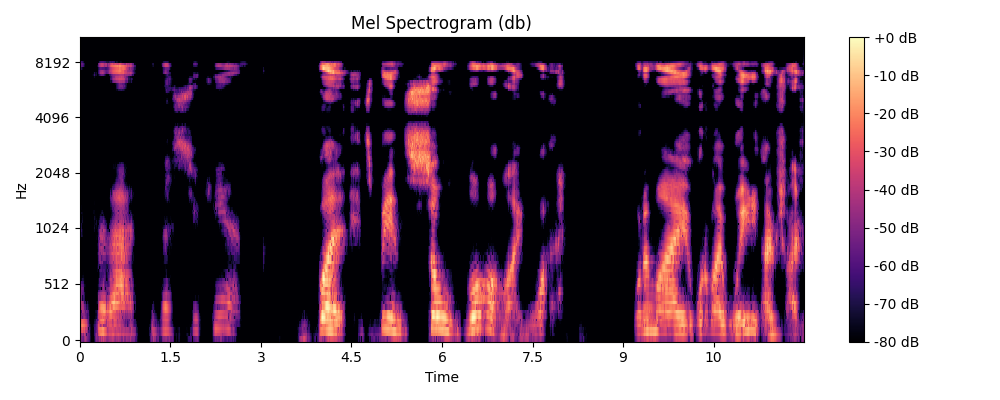 Mel Spectrogram (db)
8192
4096
2048
1024
512
0
Hz
0 1.5 3 4.5 6 7.5 9 10
Time
+0 dB
-10 dB
-20 dB
-30 dB
-40 dB
-50 dB
-60 dB
-70 dB
-80 dB